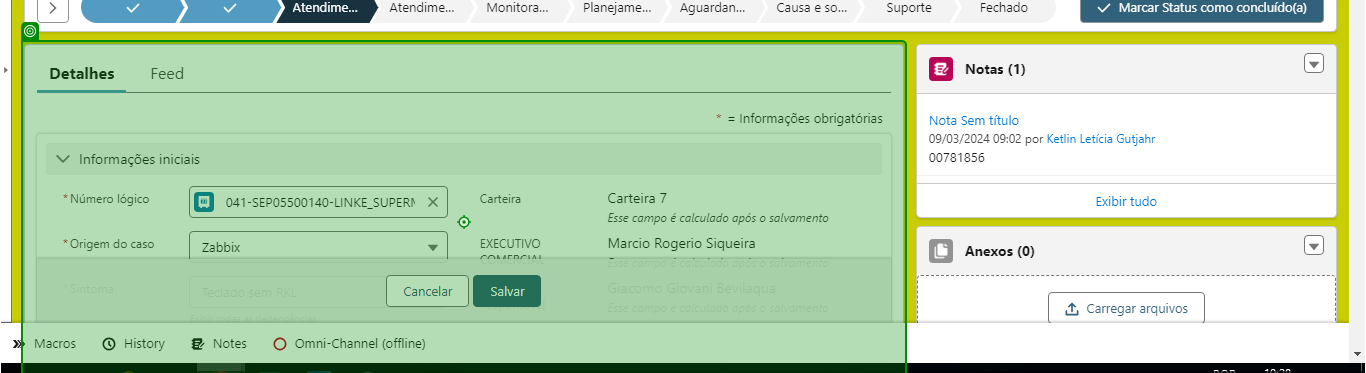 Atendime...
Atendime...
Monitora...
Planejame...
Aguardan...
Causa e so...
Suporte
Fechado
Marcar Status como concluído(a)
Detalhes
Feed
* = Informações obrigatórias
Informações iniciais
*Número lógico
041-SEP05500140-LINKE_SUPERM
Carteira
Carteira 7
Esse campo é calculado após o salvamento
*Origem do caso
Zabbix
EXECUTIVO
COMERCIAL
Marcio Rogerio Siqueira
Esse campo é calculado após o salvamento
*Sintoma
Teclado sem RKL
Cancelar
Salvar
Giacomo Giovani Bevilaqua
Esse campo é calculado após o salvamento
Notas (1)
Nota Sem título
09/03/2024 09:02 por Ketlin Letícia Gutjahr
00781856
Exibir tudo
Anexos (0)
Carregar arquivos
Macros
History
Notes
Omni-Channel (offline)